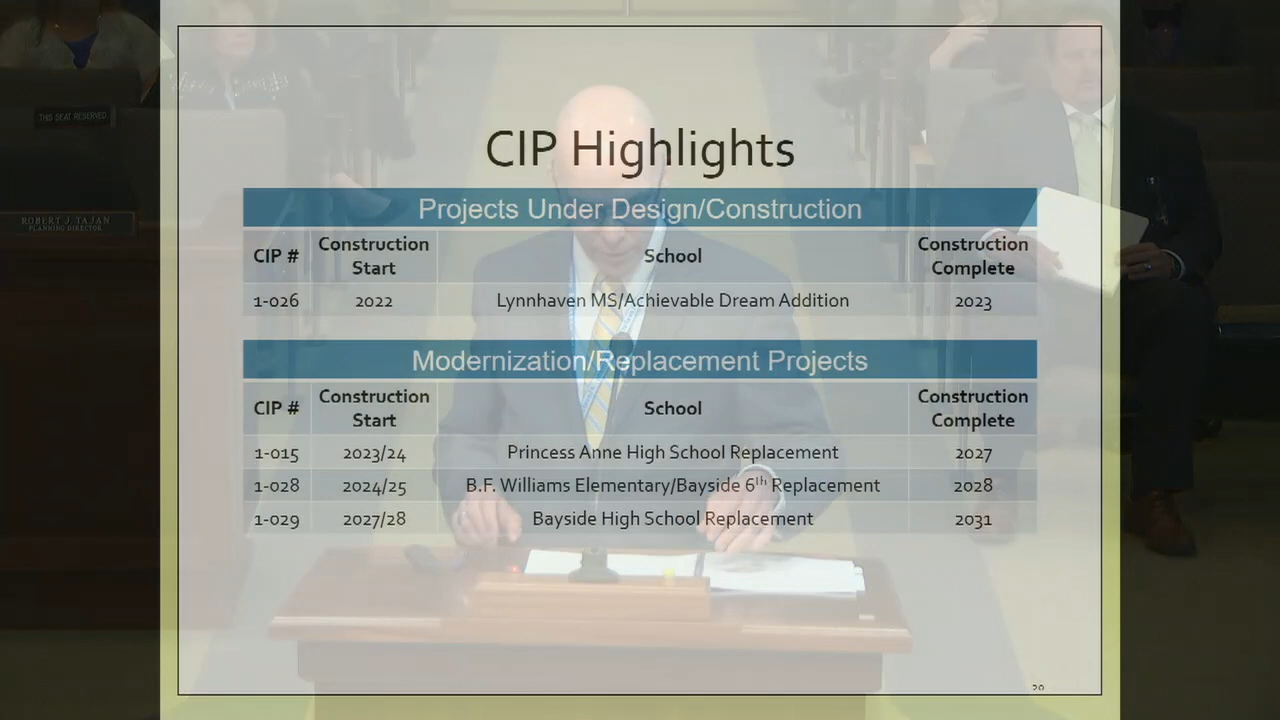 THIS SEAT RESERVED
ROBERT J. TAJAN
PLANNING DIRECTOR
CIP Highlights
Projects Under Design/Construction
CIP # Construction Start School Construction Complete
1-026 2022 Lynnhaven MS/Achievable Dream Addition 2023
Modernization/Replacement Projects
CIP # Construction Start School Construction Complete
1-015 2023/24 Princess Anne High School Replacement 2027
1-028 2024/25 B.F. Williams Elementary/Bayside 6th Replacement 2028
1-029 2027/28 Bayside High School Replacement 2031